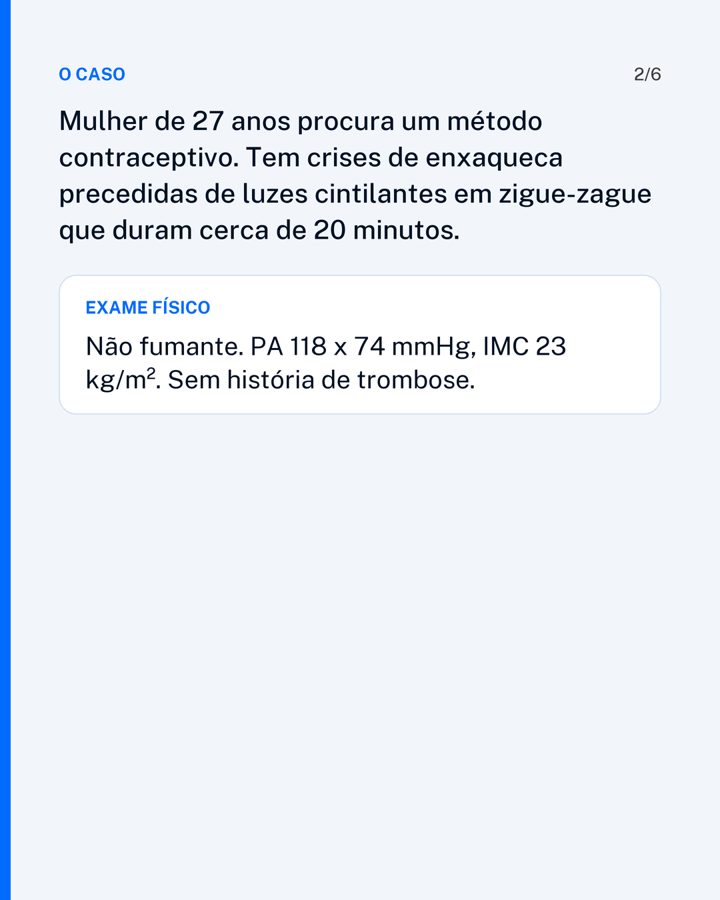 O CASO
2/6
Mulher de 27 anos procura um método
contraceptivo. Tem crises de enxaqueca
precedidas de luzes cintilantes em zigue-zague
que duram cerca de 20 minutos.
EXAME FÍSICO
Não fumante. PA 118 x 74 mmHg, IMC 23
kg/m². Sem história de trombose.